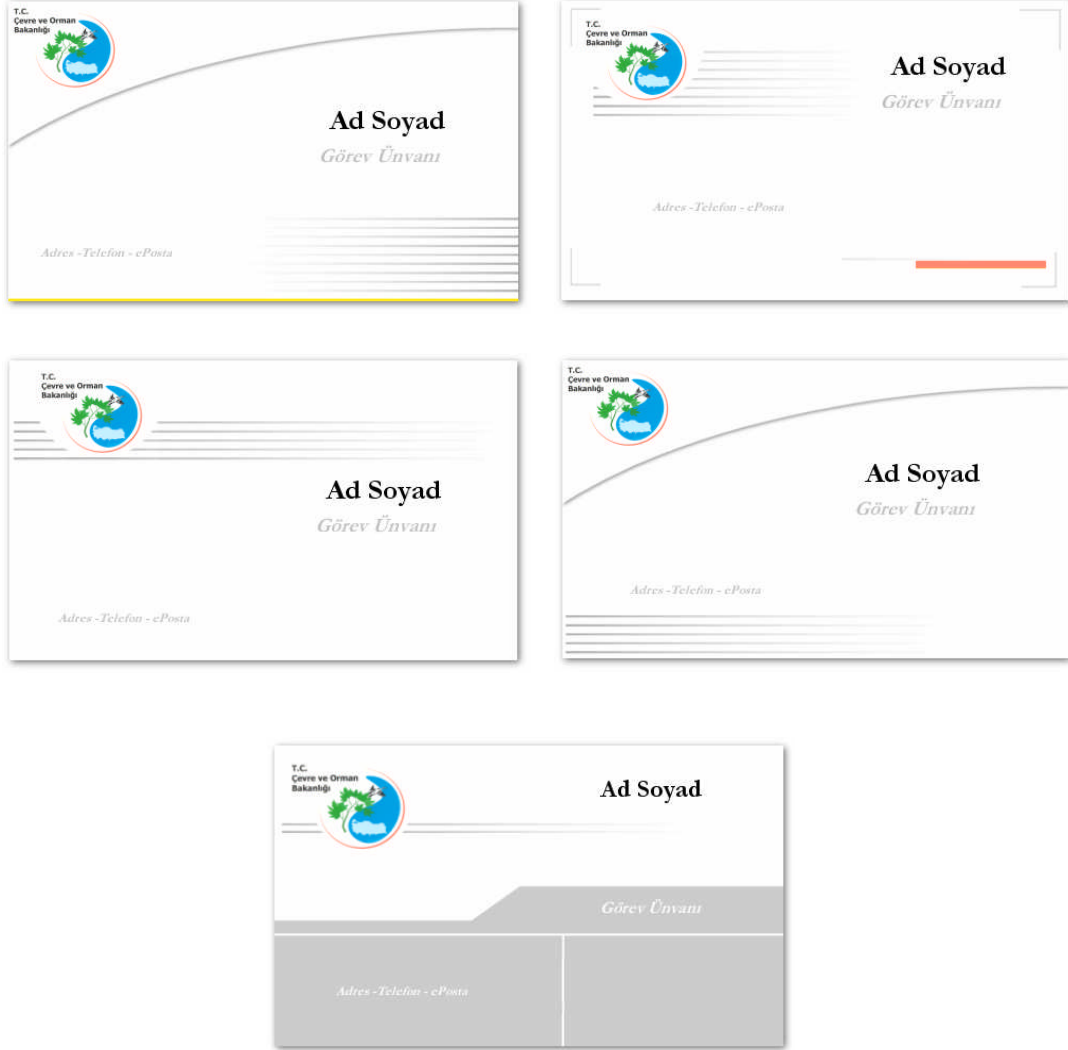 T.C.
Çevre ve Orman
Bakanlığı
Ad Soyad
Görev Ünvanı
Adres -Telefon - ePosta
T.C.
Çevre ve Orman
Bakanlığı
Ad Soyad
Görev Ünvanı
Adres -Telefon - ePosta
T.C.
Çevre ve Orman
Bakanlığı
Ad Soyad
Görev Ünvanı
Adres -Telefon - ePosta
T.C.
Çevre ve Orman
Bakanlığı
Ad Soyad
Görev Ünvanı
Adres -Telefon - ePosta
T.C.
Çevre ve Orman
Bakanlığı
Ad Soyad
Görev Ünvanı
Adres -Telefon - ePosta